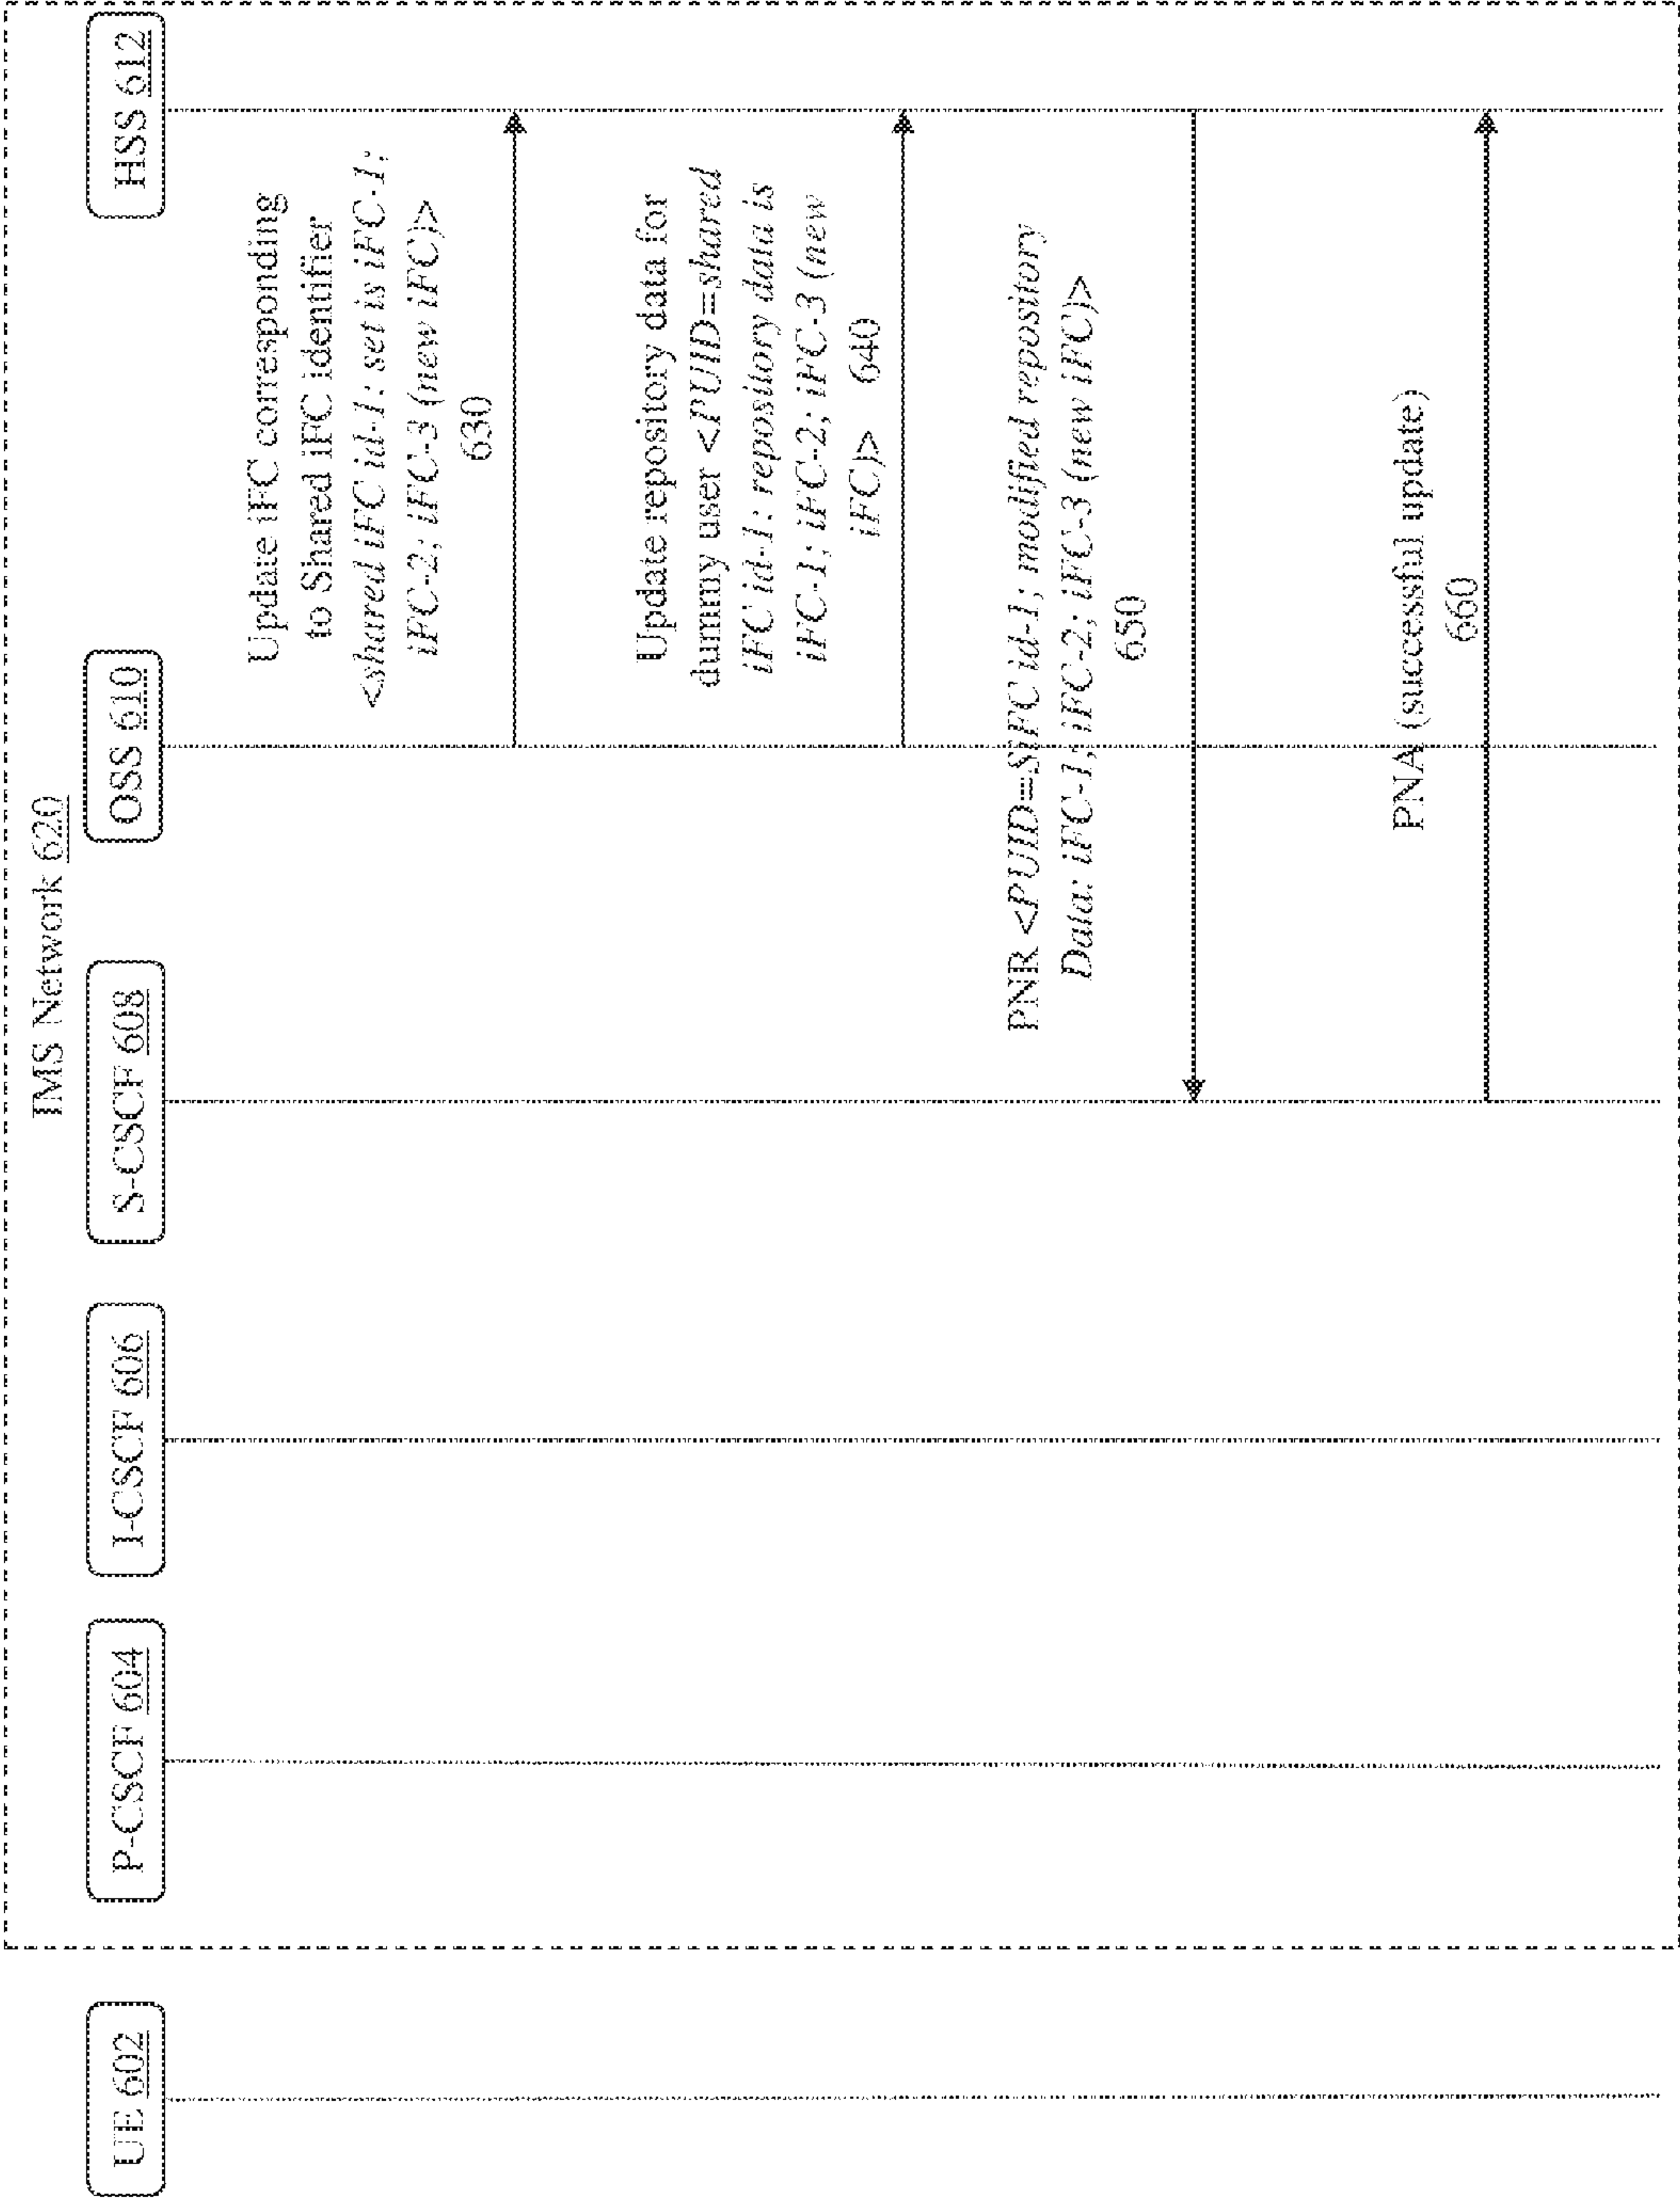 IMS Network 620
UE 602
P-CSCF 604
I-CSCF 606
S-CSCF 608
OSS 610
HSS 612
Update iFC corresponding
to Shared iFC identifier
<shared iFC id-1: set is iFC-1;
iFC-2; iFC-3 (new iFC)>
630
Update repository data for
dummy user <PUID=shared
iFC id-1: repository data is
iFC-1; iFC-2; iFC-3 (new
iFC)> 640
PNR <PUID=SiFC id-1; modified repository
Data: iFC-1; iFC-2; iFC-3 (new iFC)>
650
PNA (successful update)
660